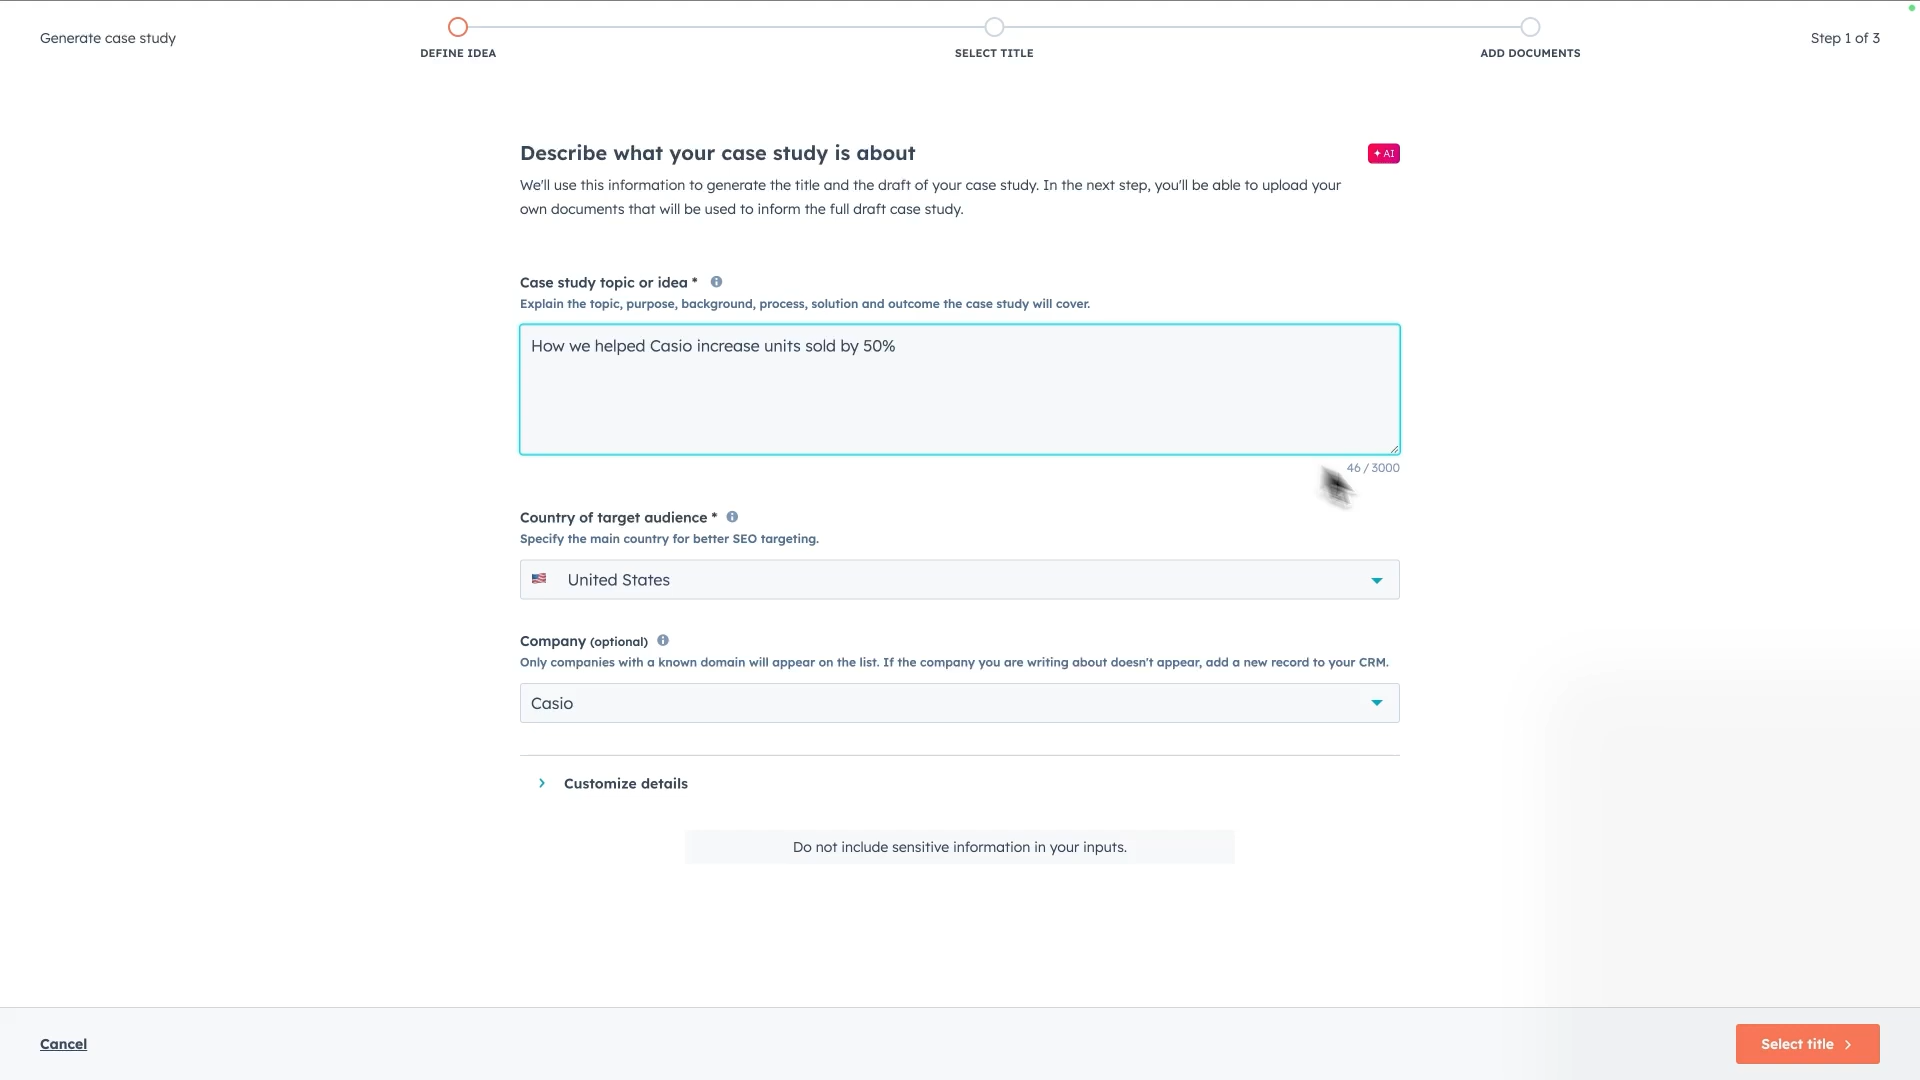 Generate case study
DEFINE IDEA
SELECT TITLE
ADD DOCUMENTS
Step 1 of 3
Describe what your case study is about
AI
We'll use this information to generate the title and the draft of your case study. In the next step, you'll be able to upload your
own documents that will be used to inform the full draft case study.
Case study topic or idea *
Explain the topic, purpose, background, process, solution and outcome the case study will cover.
How we helped Casio increase units sold by 50%
46 / 3000
Country of target audience *
Specify the main country for better SEO targeting.
United States
Company (optional)
Only companies with a known domain will appear on the list. If the company you are writing about doesn't appear, add a new record to your CRM.
Casio
Customize details
Do not include sensitive information in your inputs.
Cancel
Select title